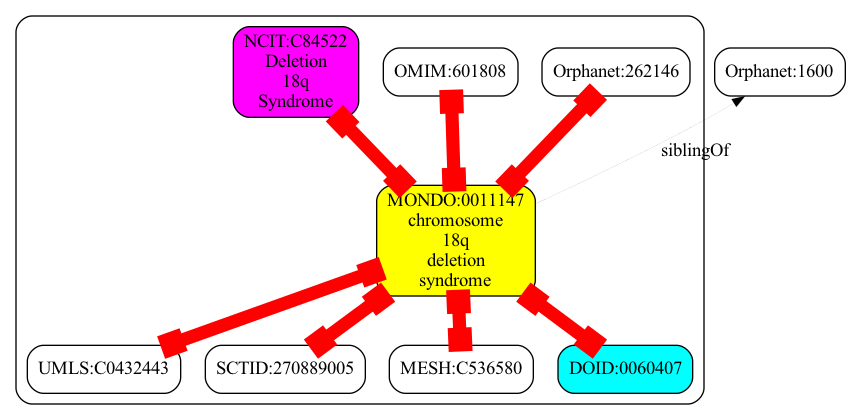 NCIT:C84522
Deletion
18q
Syndrome
OMIM:601808
Orphanet:262146
Orphanet:1600
siblingOf
MONDO:0011147
chromosome
18q
deletion
syndrome
UMLS:C0432443
SCTID:270889005
MESH:C536580
DOID:0060407